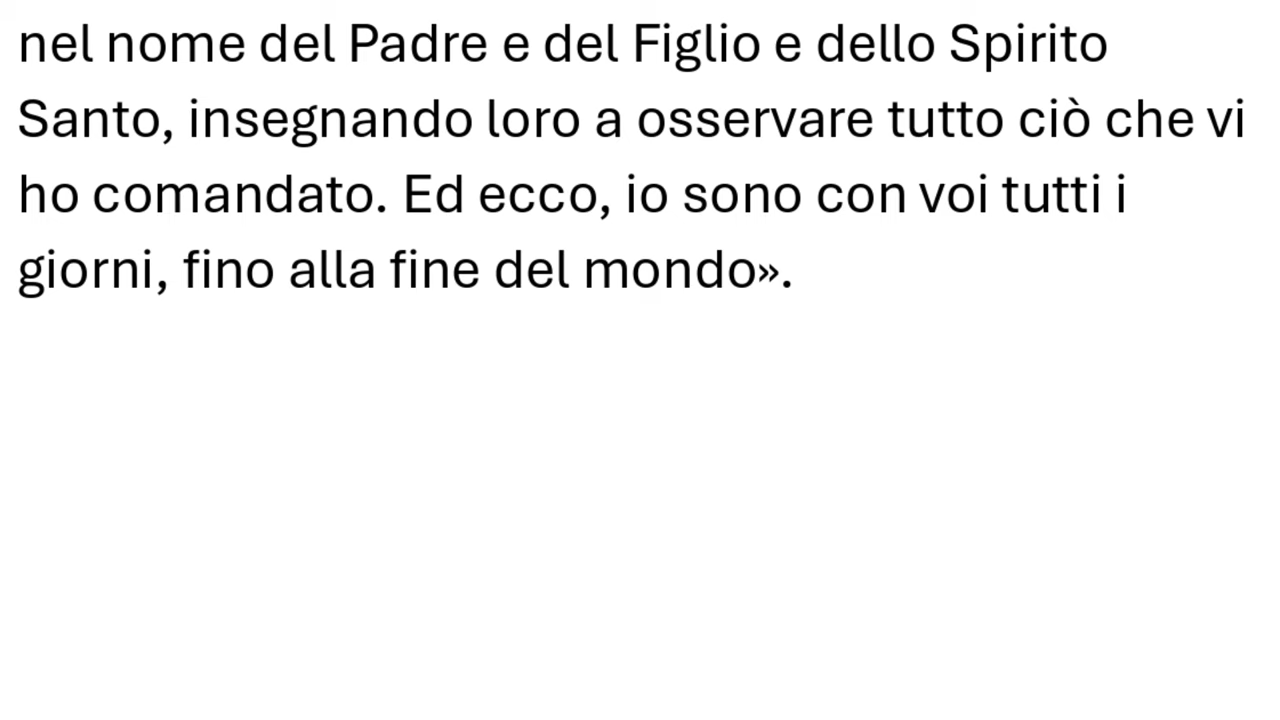 nel nome del Padre e del Figlio e dello Spirito
Santo, insegnando loro a osservare tutto ciò che vi
ho comandato. Ed ecco, io sono con voi tutti i
giorni, fino alla fine del mondo».